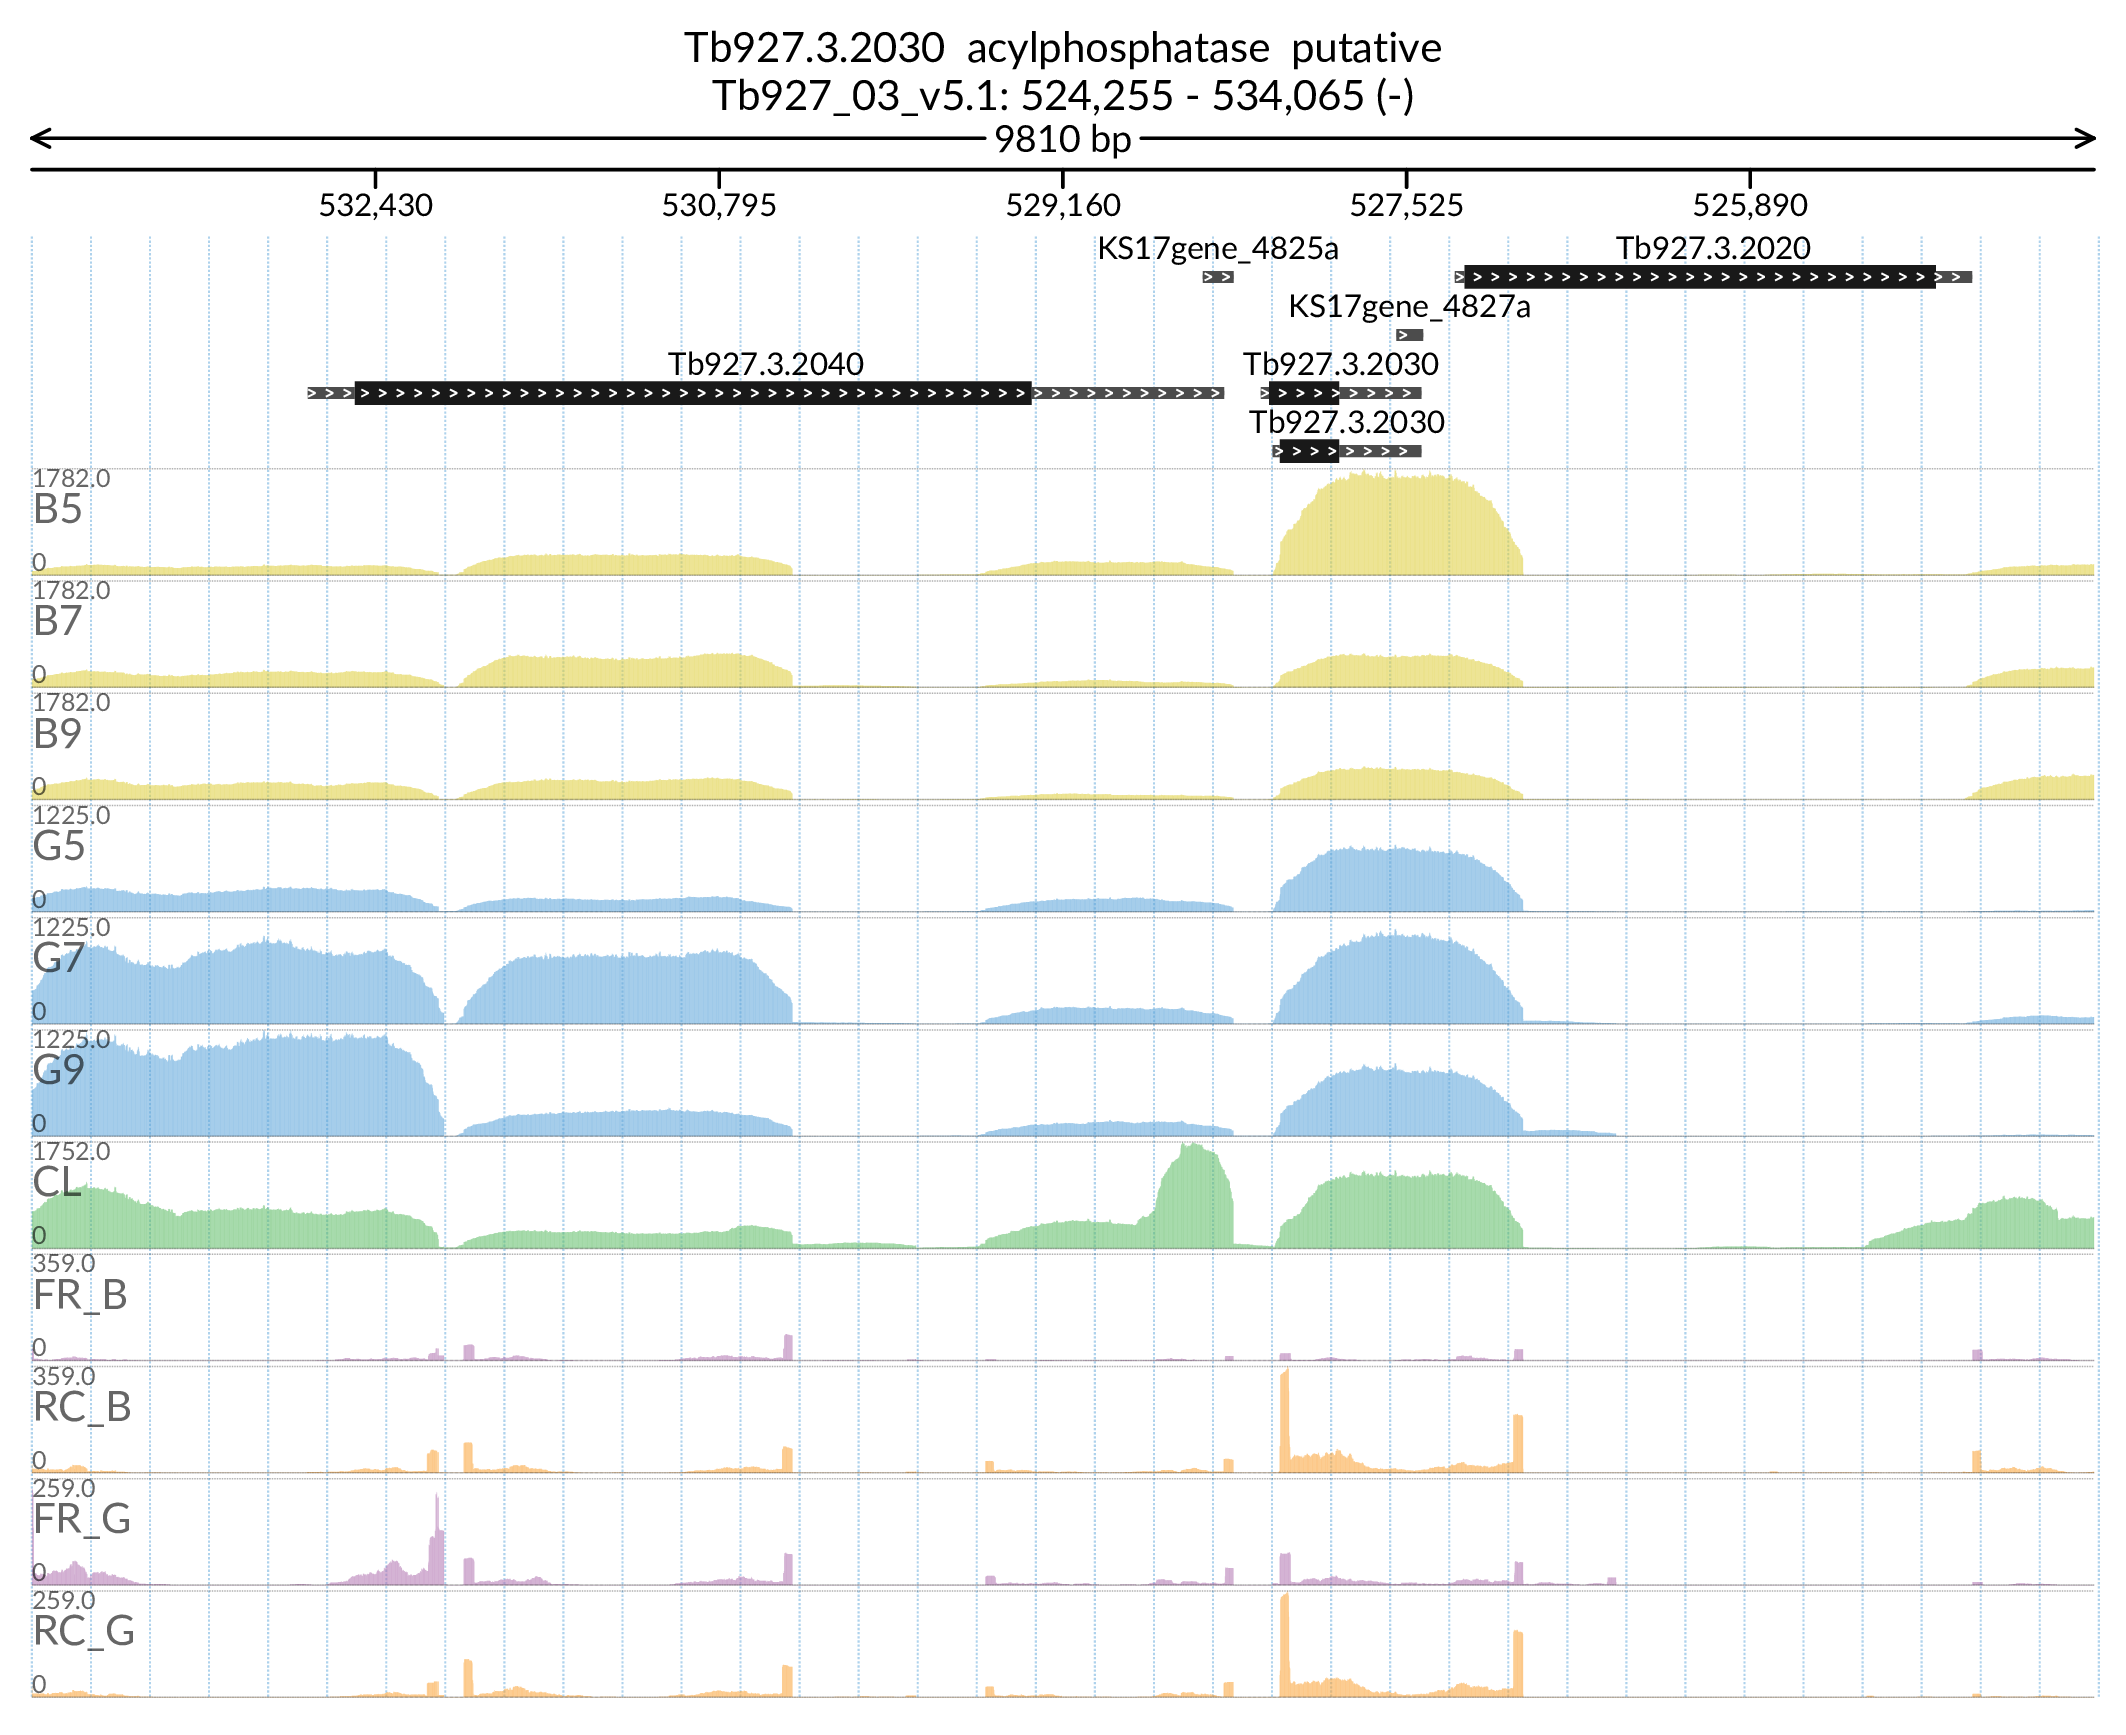 Tb927.3.2030 acylphosphatase putative
Tb927_03_v5.1: 524,255 - 534,065 (-)
9810 bp
532,430 530,795 529,160 527,525 525,890
KS17gene_4825a Tb927.3.2020
KS17gene_4827a
Tb927.3.2040 Tb927.3.2030
Tb927.3.2030
1782.0
B5
0
1782.0
B7
0
1782.0
B9
0
1225.0
G5
0
1225.0
G7
0
1225.0
G9
0
1752.0
CL
0
359.0
FR_B
0
359.0
RC_B
0
259.0
FR_G
0
259.0
RC_G
0